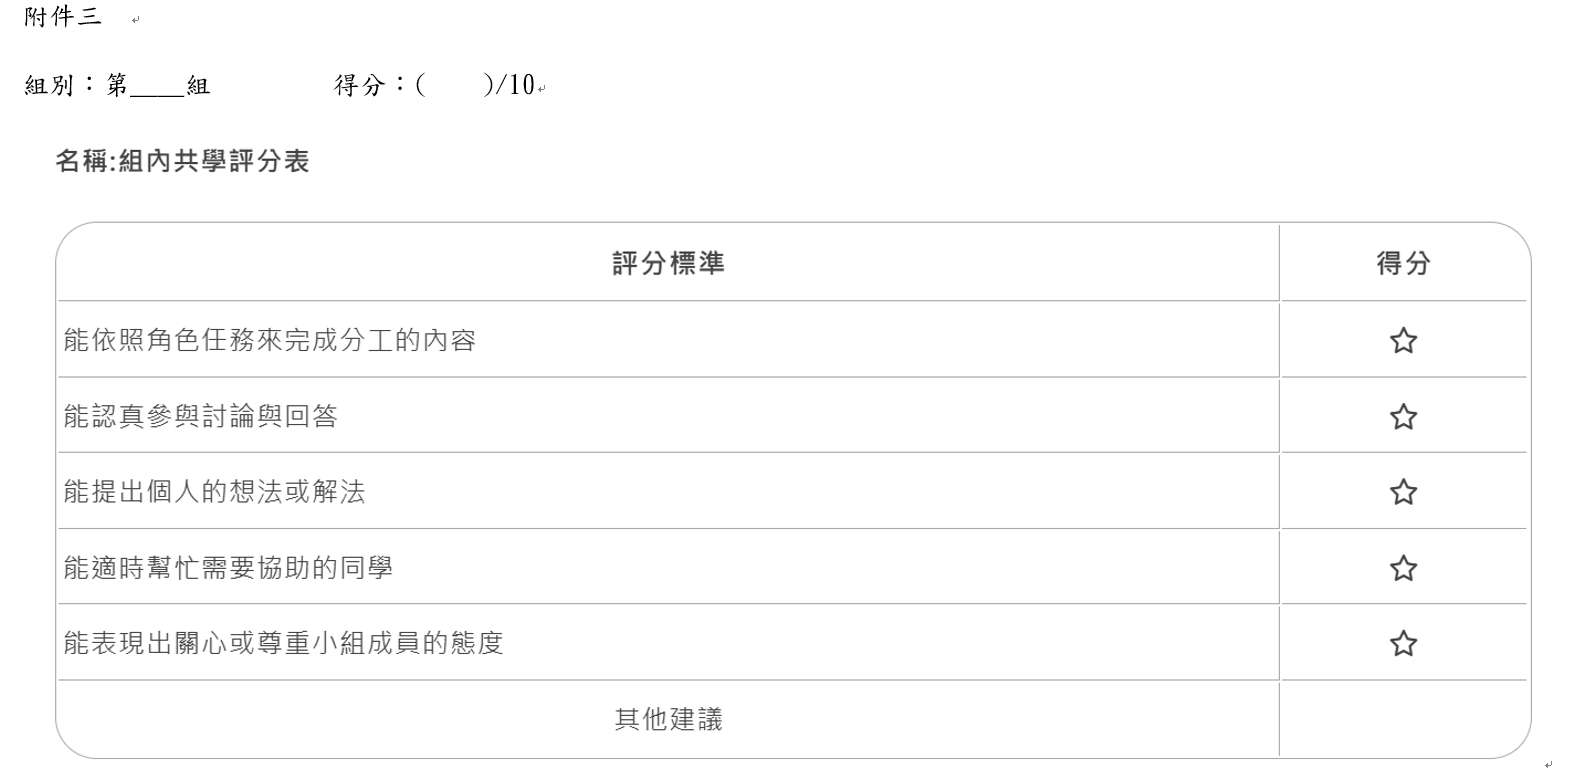 附件三
組別：第____組 得分：( )/10
名稱:組內共學評分表
評分標準 得分
能依照角色任務來完成分工的內容 ☆
能認真參與討論與回答 ☆
能提出個人的想法或解法 ☆
能適時幫忙需要協助的同學 ☆
能表現出關心或尊重小組成員的態度 ☆
其他建議